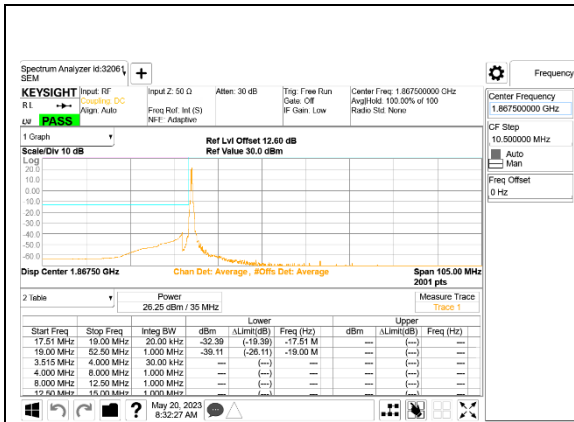 Spectrum Analyzer Id:32061,
SEM
+
Frequency
KEYSIGHT
RL
PASS
Input: RF
Coupling: DC
Align: Auto
Input Z: 50 Ω
Freq Ref: Int (S)
NFE: Adaptive
Atten: 30 dB
Trig: Free Run
Gate: Off
IF Gain: Low
Center Freq: 1.867500000 GHz
Avg|Hold: 100.00% of 100
Radio Std: None
Center Frequency
1.867500000 GHz
CF Step
10.500000 MHz
Auto
Man
Freq Offset
0 Hz
1 Graph
Scale/Div 10 dB
Ref Lvl Offset 12.60 dB
Ref Value 30.0 dBm
Log
20.0
10.0
0.00
-10.0
-20.0
-30.0
-40.0
-50.0
-60.0
Disp Center 1.86750 GHz
Chan Det: Average , #Offs Det: Average
Span 105.00 MHz
2001 pts
2 Table
Power
26.25 dBm / 35 MHz
Measure Trace
Trace 1
Lower Upper
Start Freq Stop Freq Integ BW dBm ΔLimit(dB) Freq (Hz) dBm ΔLimit(dB) Freq (Hz)
17.51 MHz 19.00 MHz 20.00 kHz -32.39 (-19.39) -17.51 M --- (---) ---
19.00 MHz 52.50 MHz 1.000 MHz -39.11 (-26.11) -19.00 M --- (---) ---
3.515 MHz 4.000 MHz 30.00 kHz --- (---) --- --- (---) ---
4.000 MHz 8.000 MHz 1.000 MHz --- (---) --- --- (---) ---
8.000 MHz 12.50 MHz 1.000 MHz --- (---) --- --- (---) ---
12.50 MHz 15.00 MHz 1.000 MHz --- (---) --- --- (---) ---
?
May 20, 2023
8:32:27 AM